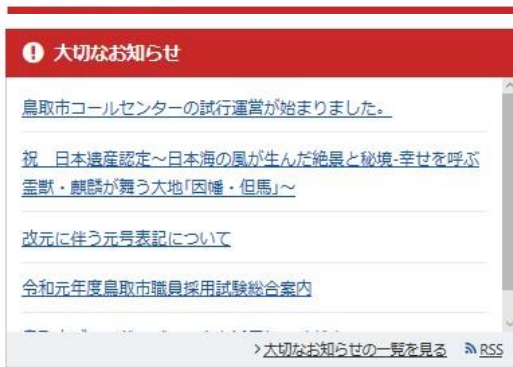 大切なお知らせ
鳥取市コールセンターの試行運営が始まりました。
祝　日本遺産認定～日本海の風が生んだ絶景と秘境-幸せを呼ぶ
霊獣・麒麟が舞う大地｢因幡・但馬｣～
改元に伴う元号表記について
令和元年度鳥取市職員採用試験総合案内
>大切なお知らせの一覧を見る RSS